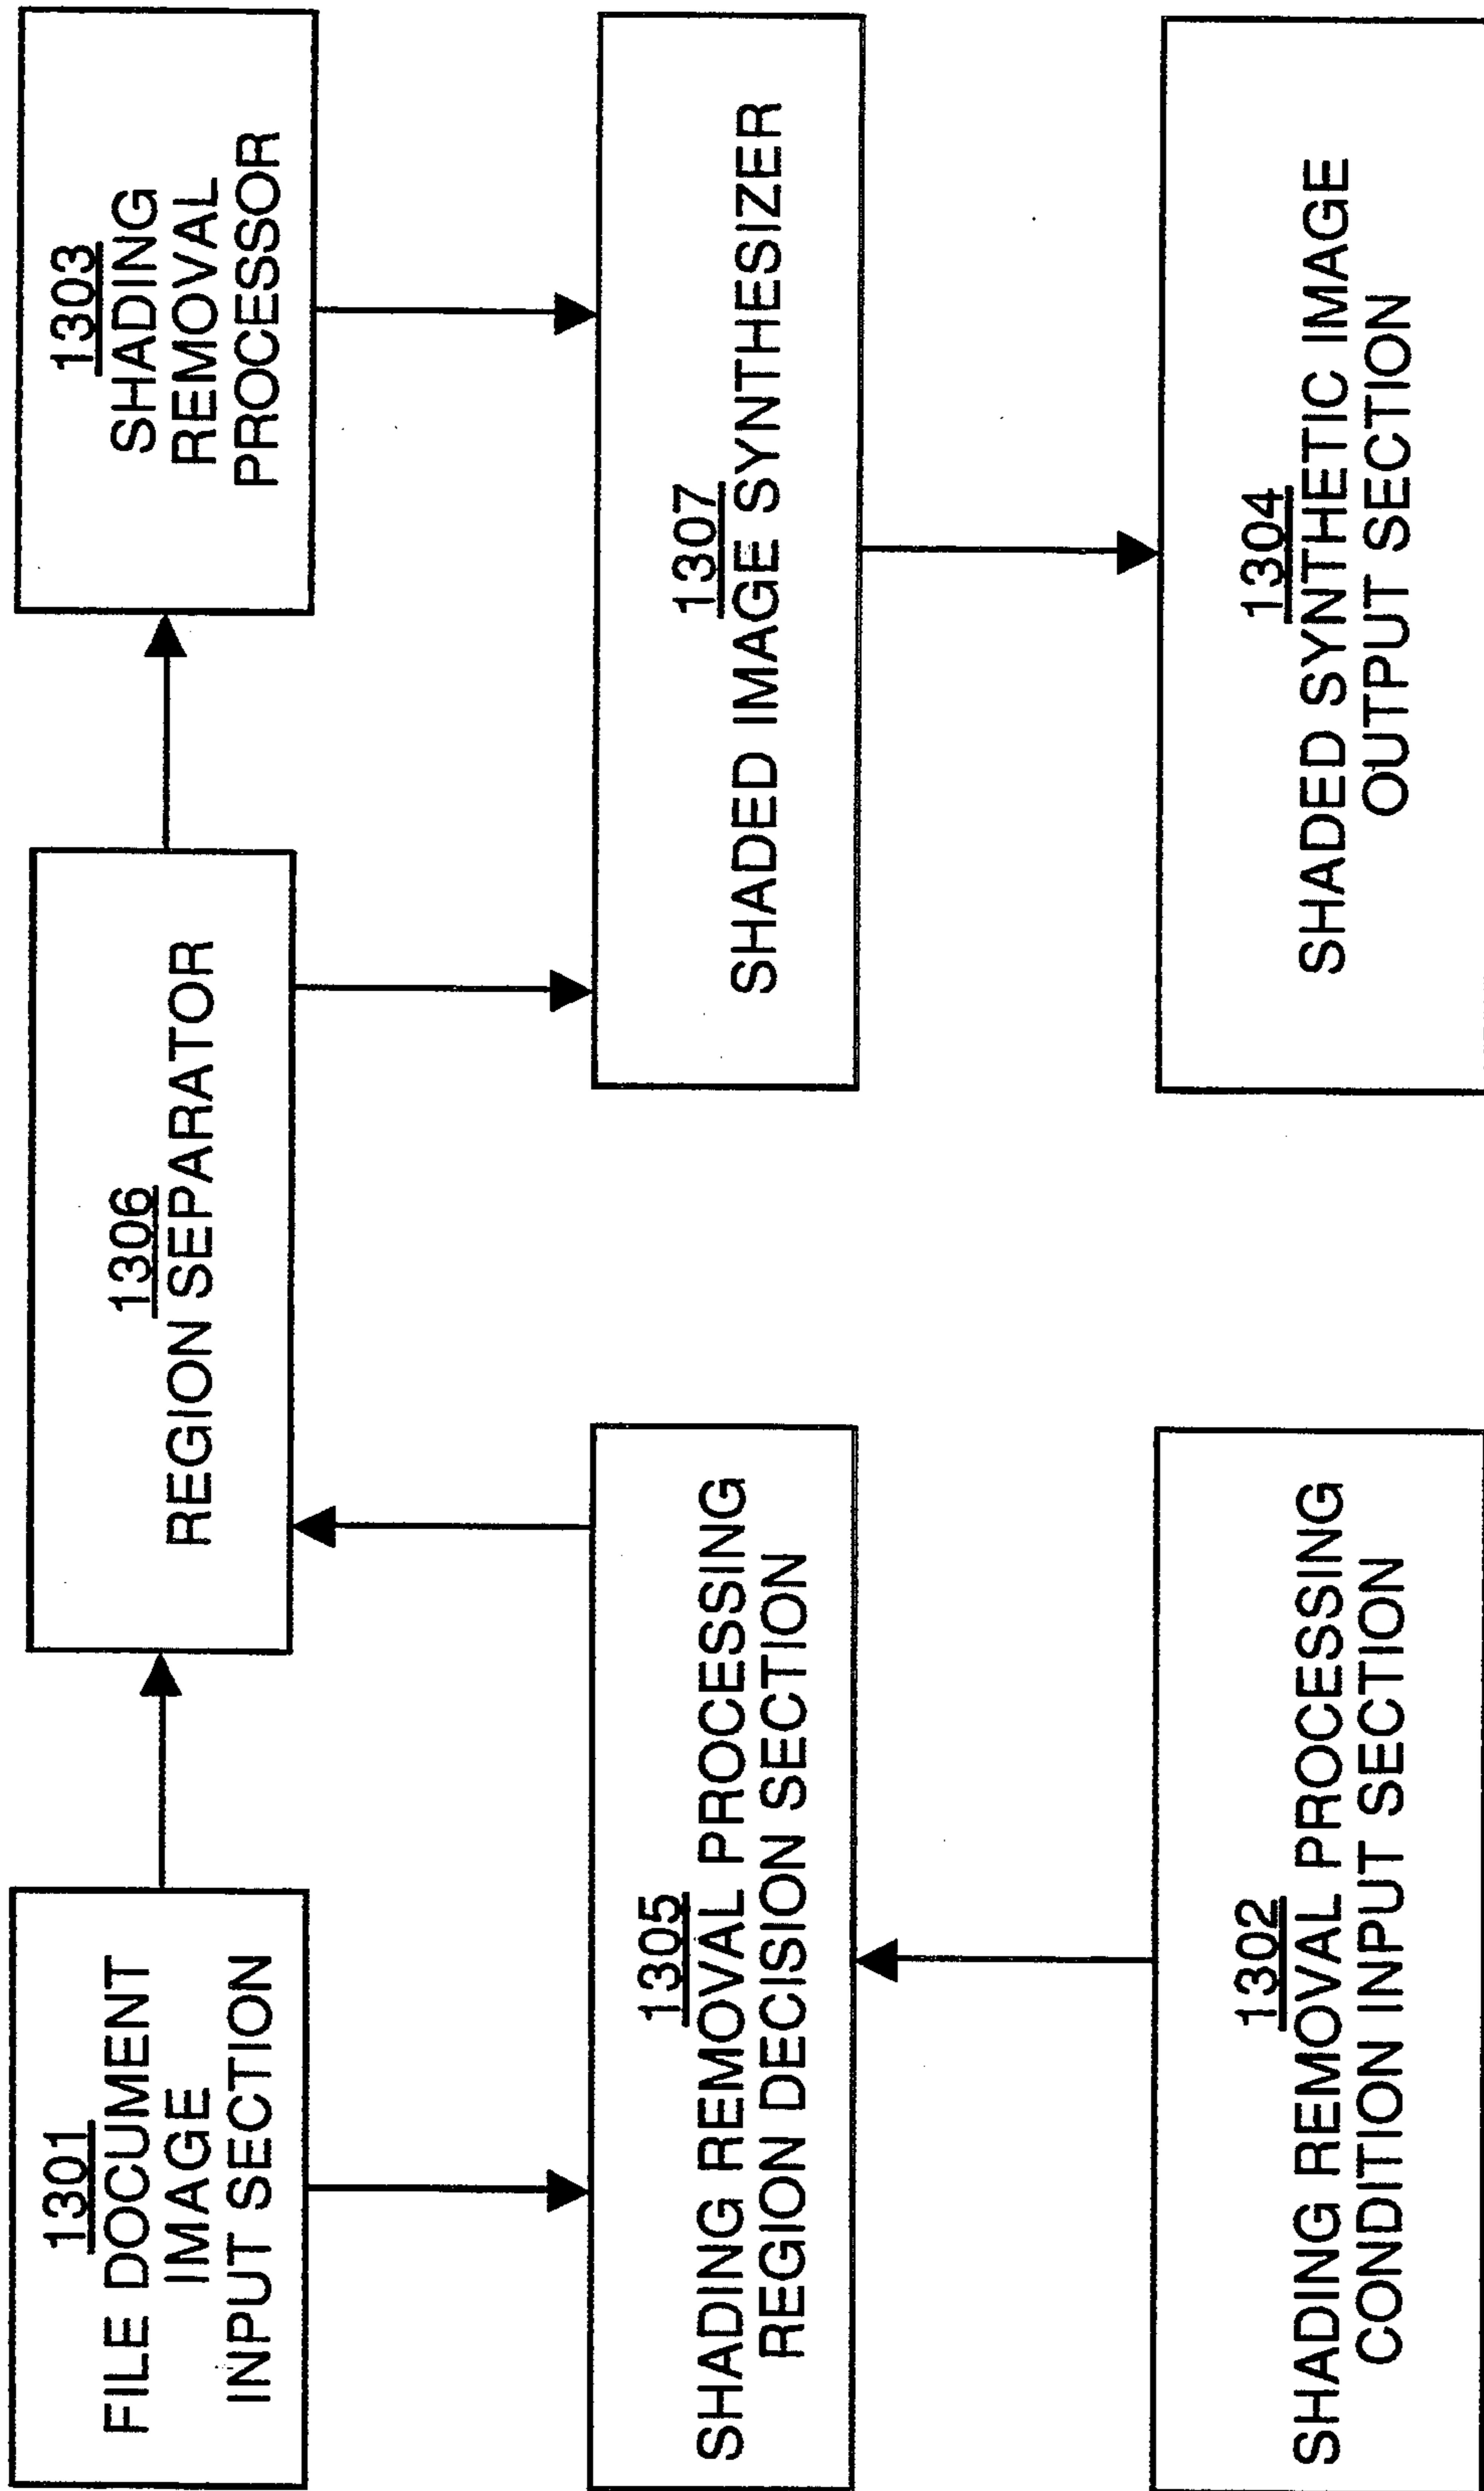 1301
FILE DOCUMENT
IMAGE
INPUT SECTION
1306
REGION SEPARATOR
1303
SHADING
REMOVAL
PROCESSOR
1305
SHADING REMOVAL PROCESSING
REGION DECISION SECTION
1307
SHADED IMAGE SYNTHESIZER
1302
SHADING REMOVAL PROCESSING
CONDITION INPUT SECTION
1304
SHADED SYNTHETIC IMAGE
OUTPUT SECTION